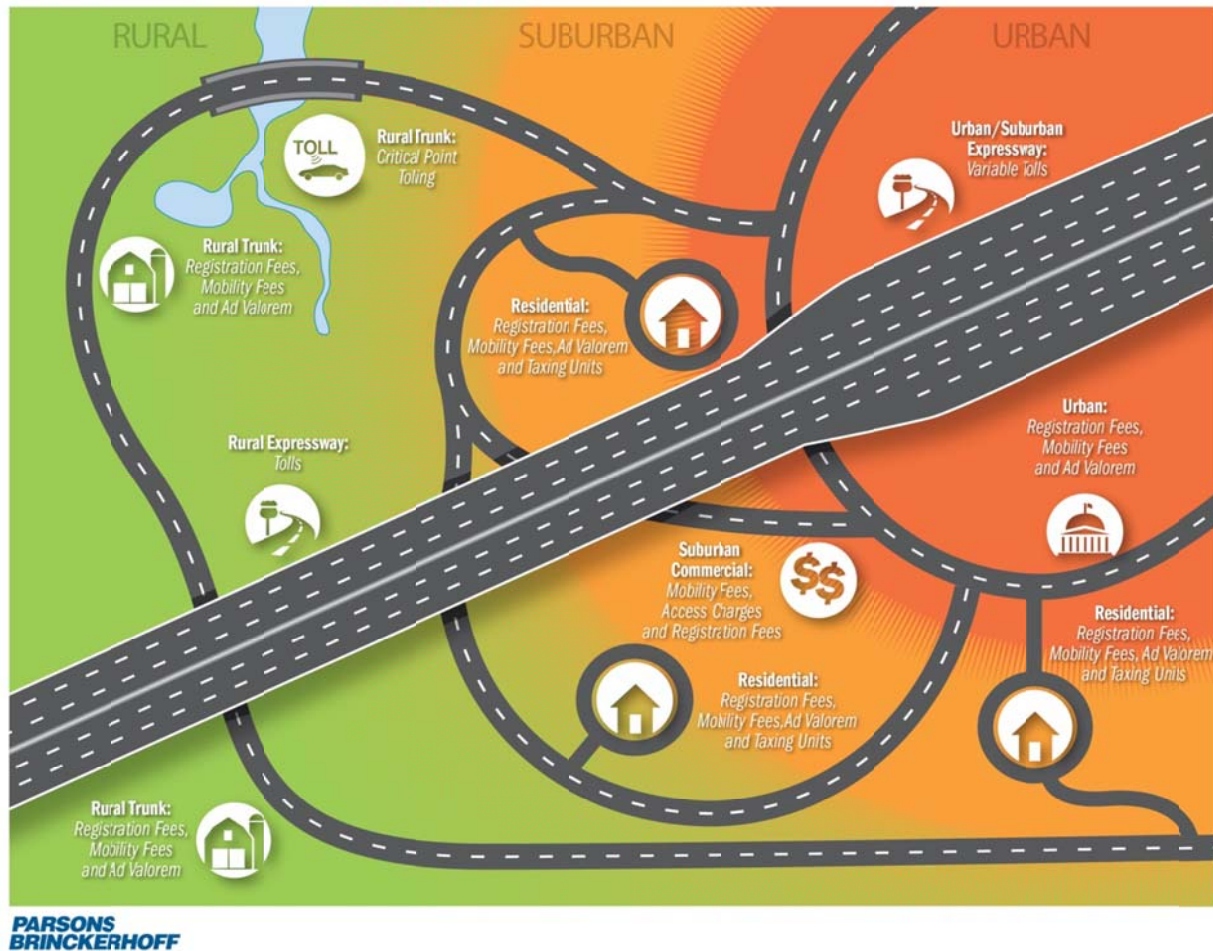 RURAL
SUBURBAN
URBAN
TOLL
Rural Trunk:
Critical Point
Toling
Urban/Suburban
Expressway:
Variable Tolls
Rural Trunk:
Registration Fees,
Mobility Fees
and Ad Valorem
Residential:
Registration Fees,
Mobility Fees, Ad Valorem
and Taxing Units
Rural Expressway:
Tolls
Urban:
Registration Fees,
Mobility Fees
and Ad Valorem
Suburban
Commercial:
Mobility Fees,
Access Charges
and Registration Fees
$$
Residential:
Registration Fees,
Mobility Fees, Ad Valorem
and Taxing Units
Residential:
Registration Fees,
Mobility Fees, Ad Valorem
and Taxing Units
Rural Trunk:
Registration Fees,
Mobility Fees
and Ad Valorem
PARSONS
BRINCKERHOFF